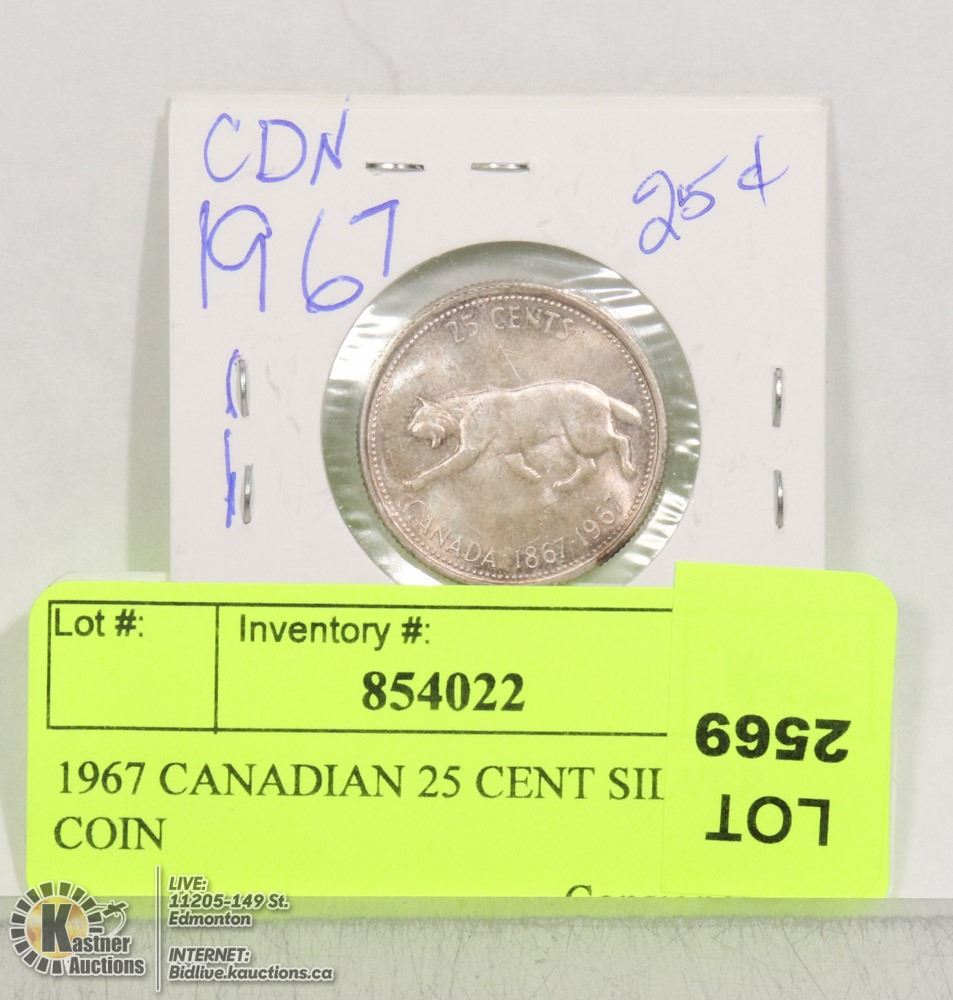 CDN
1967
25¢
25 CENTS
CANADA 1867·1967
Lot #:
Inventory #:
854022
LOT
2569
1967 CANADIAN 25 CENT SIL
COIN
Kastner
Auctions
LIVE:
11205-149 St.
Edmonton
INTERNET:
Bidlive.kauctions.ca